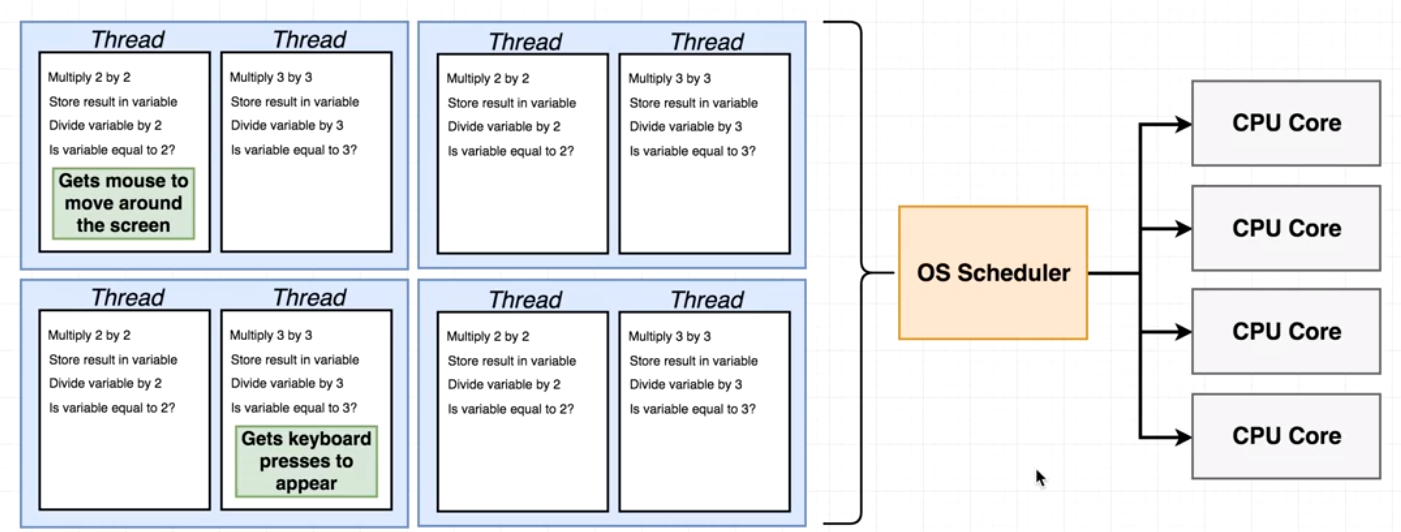 Thread
Multiply 2 by 2
Store result in variable
Divide variable by 2
Is variable equal to 2?
Gets mouse to
move around
the screen
Thread
Multiply 3 by 3
Store result in variable
Divide variable by 3
Is variable equal to 3?
Thread
Multiply 2 by 2
Store result in variable
Divide variable by 2
Is variable equal to 2?
Thread
Multiply 3 by 3
Store result in variable
Divide variable by 3
Is variable equal to 3?
Thread
Multiply 2 by 2
Store result in variable
Divide variable by 2
Is variable equal to 2?
Thread
Multiply 3 by 3
Store result in variable
Divide variable by 3
Is variable equal to 3?
Gets keyboard
presses to
appear
Thread
Multiply 2 by 2
Store result in variable
Divide variable by 2
Is variable equal to 2?
Thread
Multiply 3 by 3
Store result in variable
Divide variable by 3
Is variable equal to 3?
OS Scheduler
CPU Core
CPU Core
CPU Core
CPU Core